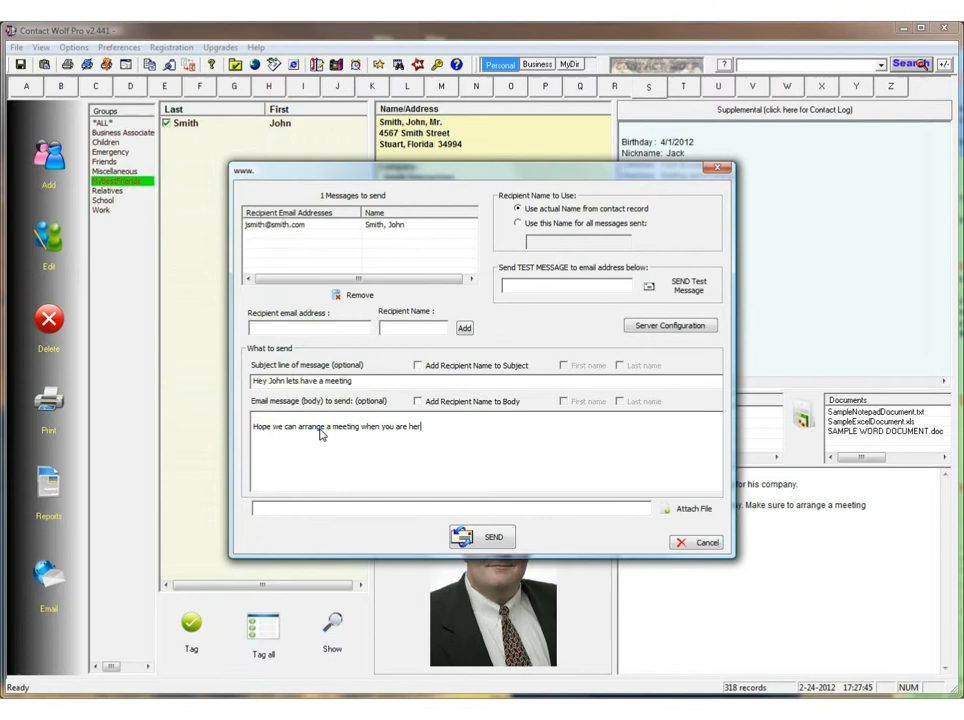 Contact Wolf Pro v2.441 -
File View Options Preferences Registration Upgrades Help
Personal Business MyDir CONTACT WOLF ? Search +/-
A B C D E F G H I J K L M N O P Q R S T U V W X Y Z
Add
Edit
Delete
Print
Reports
Email
Groups
*ALL*
Business Associate
Children
Emergency
Friends
Miscellaneous
Relatives
School
Work
Last First
Smith John
Name/Address
Smith, John, Mr.
4567 Smith Street
Stuart, Florida 34994
Supplemental (click here for Contact Log)
Birthday : 4/1/2012
Nickname: Jack
www.
1 Messages to send
Recipient Email Addresses Name
jsmith@smith.com Smith, John
Remove
Recipient email address : Recipient Name :
Add
Recipient Name to Use:
Use actual Name from contact record
Use this Name for all messages sent:
Send TEST MESSAGE to email address below:
SEND Test
Message
Server Configuration
What to send
Subject line of message (optional) Add Recipient Name to Subject First name Last name
Hey John lets have a meeting
Email message (body) to send: (optional) Add Recipient Name to Body First name Last name
Hope we can arrange a meeting when you are her
Attach File
SEND
Cancel
Documents
SampleNotepadDocument.txt
SampleExcelDocument.xls
SAMPLE WORD DOCUMENT.doc
for his company.
. Make sure to arrange a meeting
Tag
Tag all
Show
Ready 318 records 2-24-2012 17:27:45 NUM